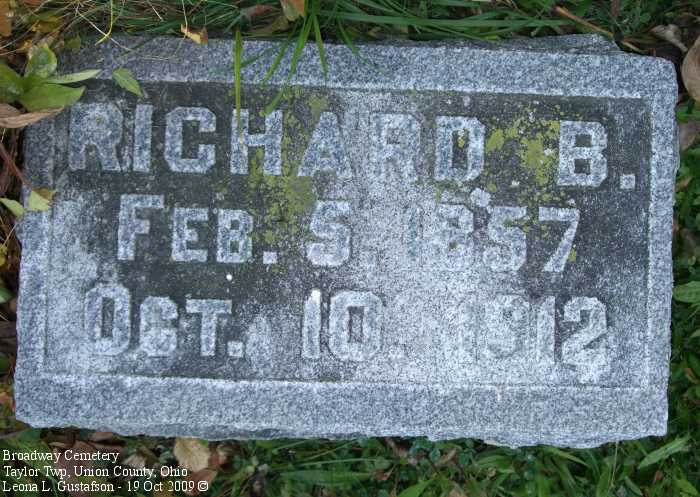 RICHARD B.
FEB. 5, 1857
OCT. 10, 1912
Broadway Cemetery
Taylor Twp, Union County, Ohio
Leona L. Gustafson - 19 Oct 2009 ©